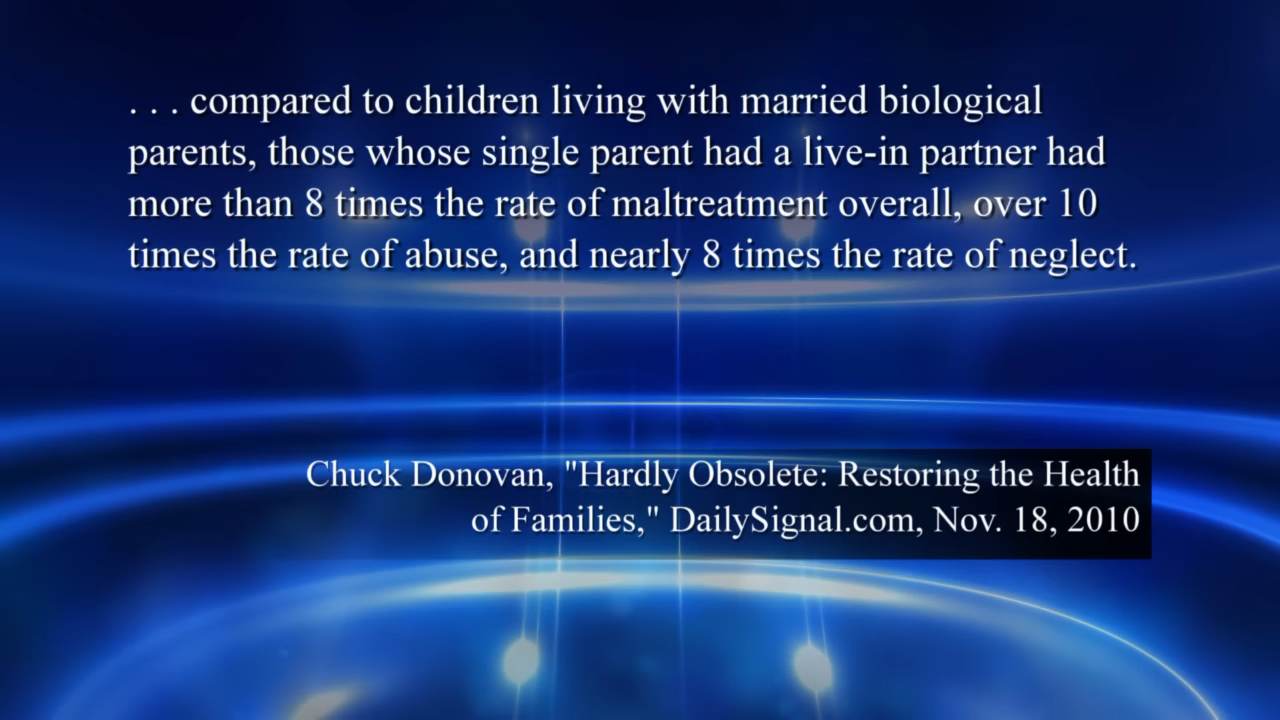 . . . compared to children living with married biological
parents, those whose single parent had a live-in partner had
more than 8 times the rate of maltreatment overall, over 10
times the rate of abuse, and nearly 8 times the rate of neglect.
Chuck Donovan, "Hardly Obsolete: Restoring the Health
of Families," DailySignal.com, Nov. 18, 2010